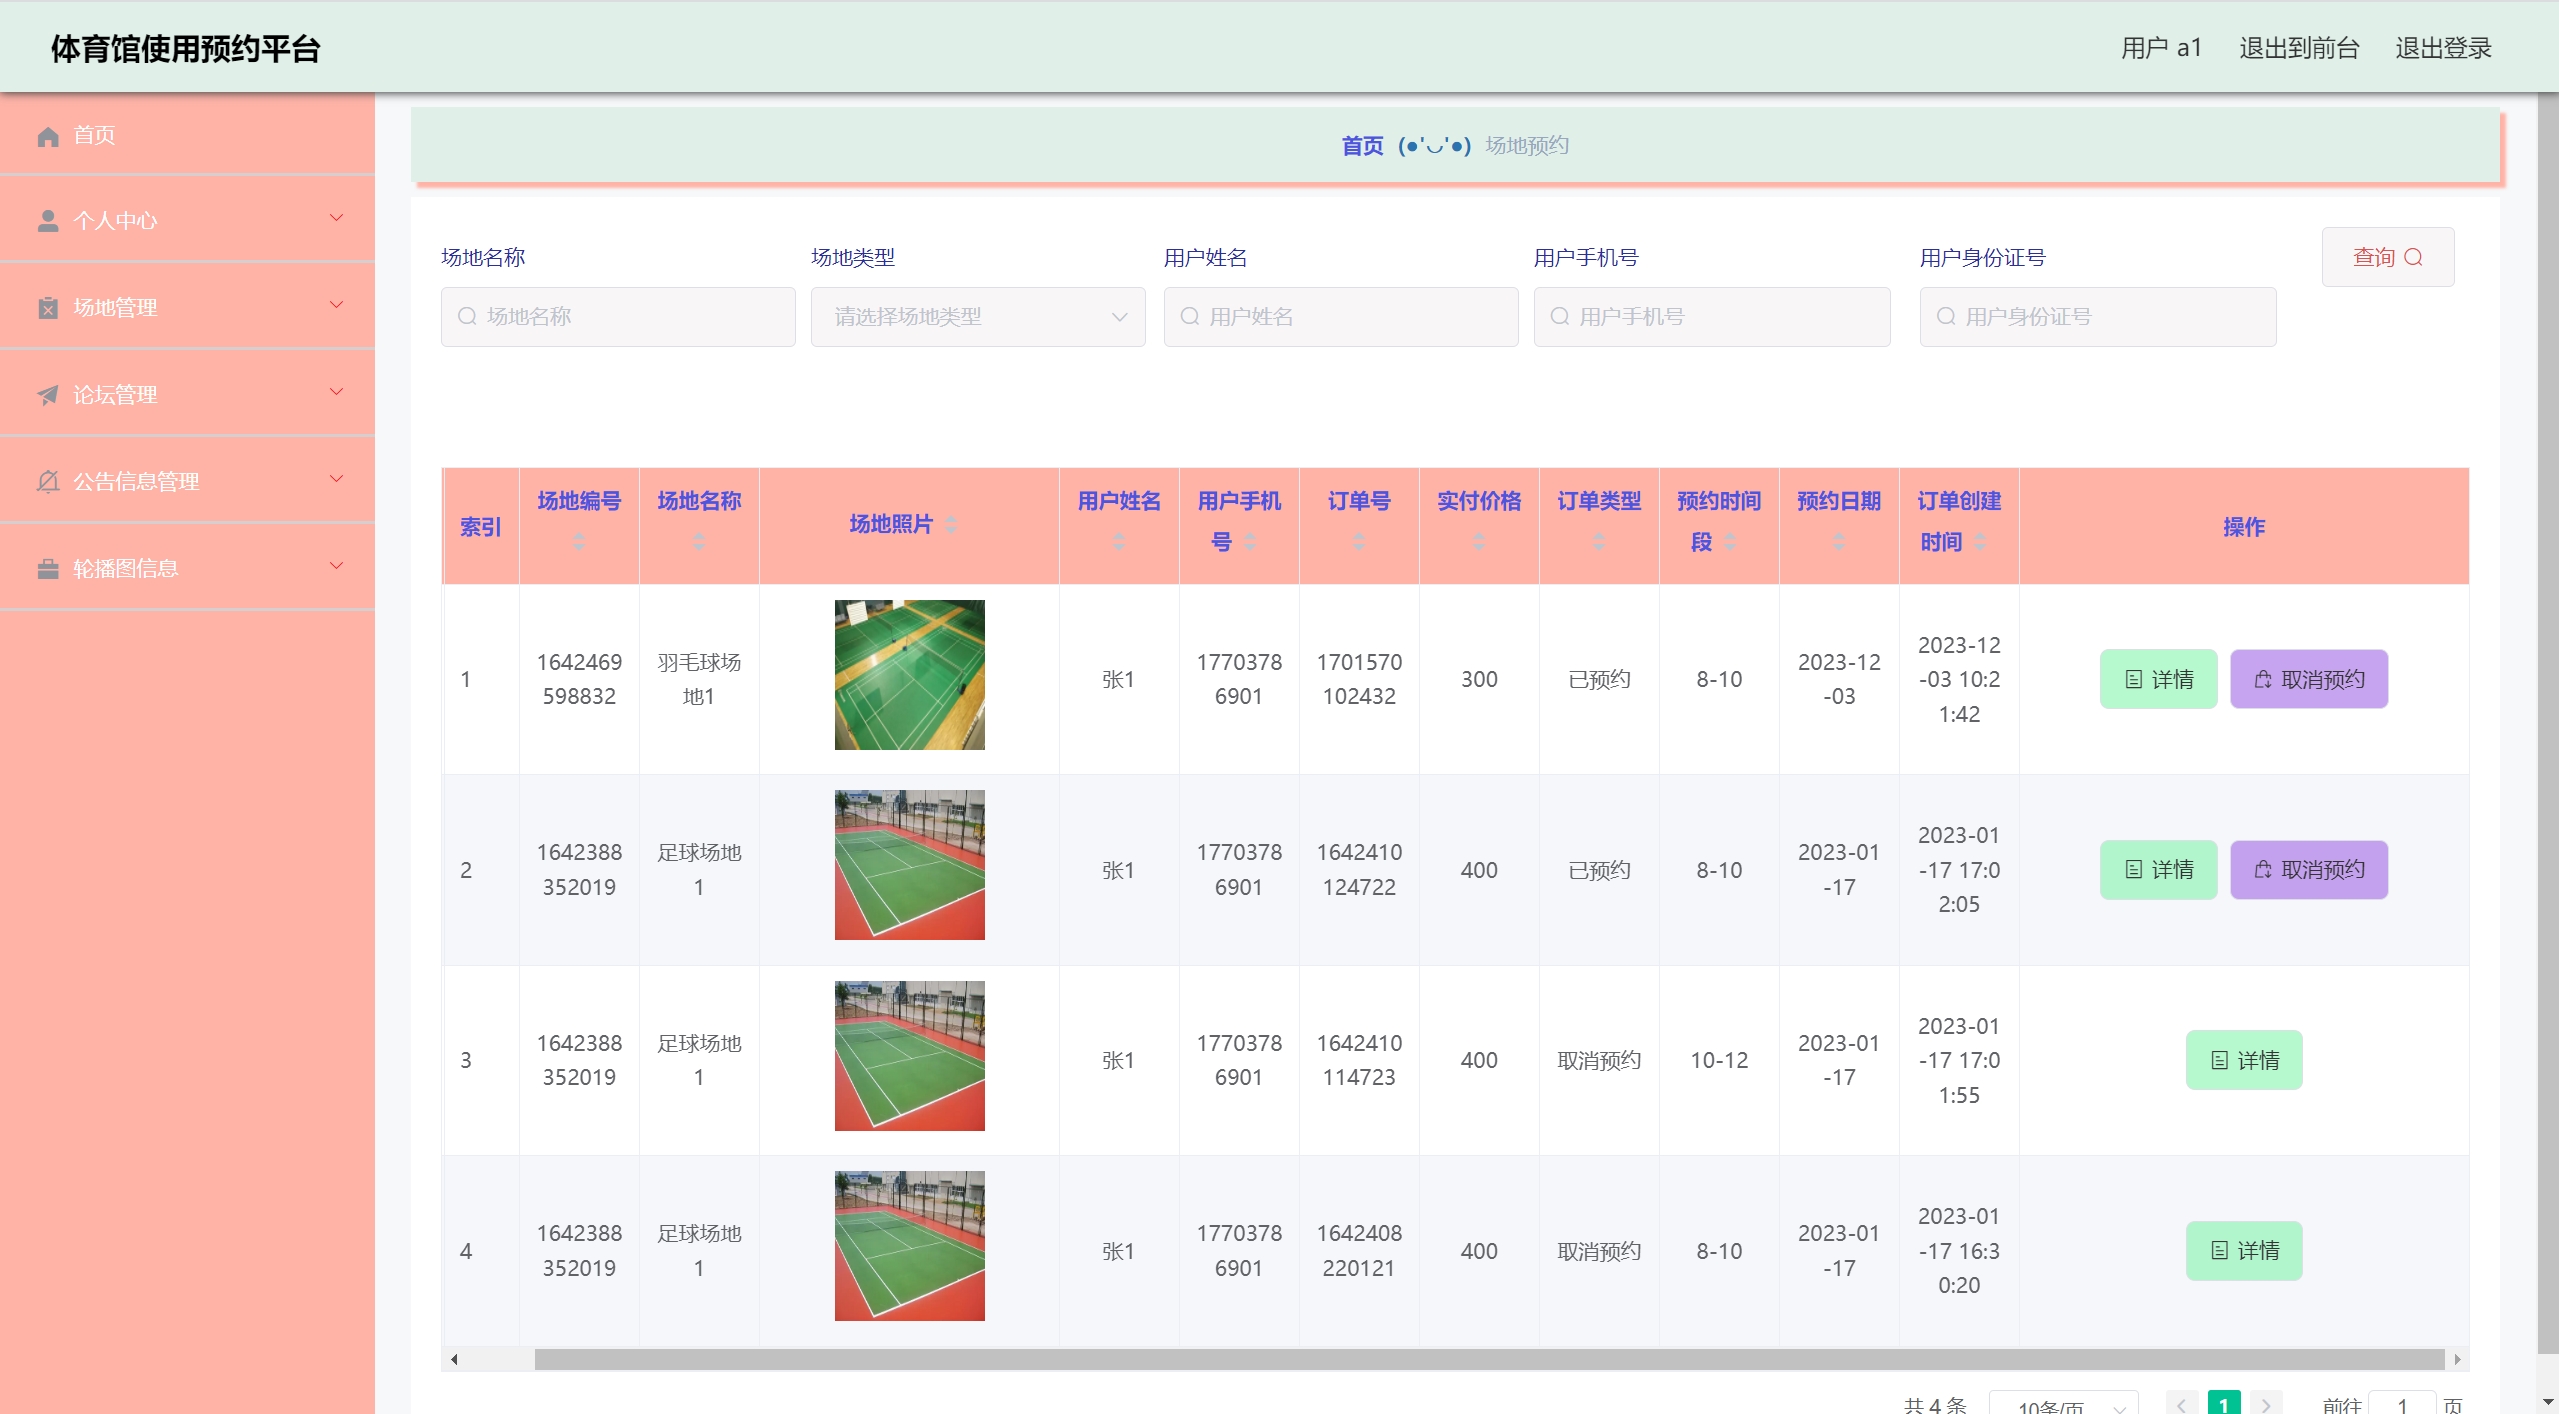 体育馆使用预约平台
用户 a1 退出到前台 退出登录
首页
个人中心
场地管理
论坛管理
公告信息管理
轮播图信息
首页 (●'◡'●) 场地预约
场地名称 场地类型 用户姓名 用户手机号 用户身份证号 查询
场地名称 请选择场地类型 用户姓名 用户手机号 用户身份证号
索引 场地编号 场地名称 场地照片 用户姓名 用户手机号 订单号 实付价格 订单类型 预约时间段 预约日期 订单创建时间 操作
1 1642469598832 羽毛球场地1 张1 17703786901 1701570102432 300 已预约 8-10 2023-12-03 2023-12-03 10:21:42 详情 取消预约
2 1642388352019 足球场地1 张1 17703786901 1642410124722 400 已预约 8-10 2023-01-17 2023-01-17 17:02:05 详情 取消预约
3 1642388352019 足球场地1 张1 17703786901 1642410114723 400 取消预约 10-12 2023-01-17 2023-01-17 17:01:55 详情
4 1642388352019 足球场地1 张1 17703786901 1642408220121 400 取消预约 8-10 2023-01-17 2023-01-17 16:30:20 详情
共 4 条 10条/页 1 前往 1 页